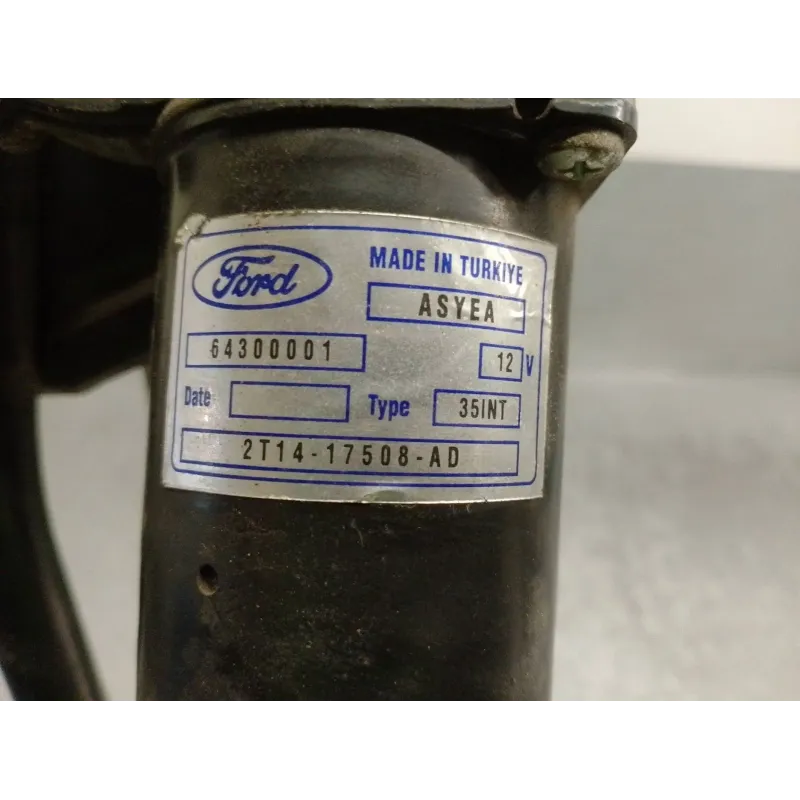 Ford
MADE IN TURKIYE
ASYEA
64300001
12 V
Date
Type 35INT
2T14-17508-AD